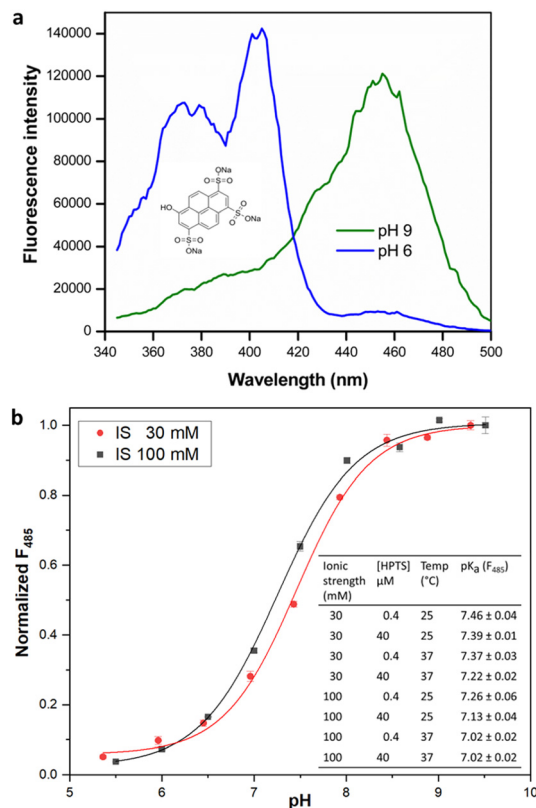 a
Fluorescence intensity
140000
120000
100000
80000
60000
40000
20000
0
ONa
O=S=O
HO
O
S
O
ONa
O=S=O
ONa
pH 9
pH 6
340 360 380 400 420 440 460 480 500
Wavelength (nm)
b
Normalized F485
1.0
0.8
0.6
0.4
0.2
0.0
IS 30 mM
IS 100 mM
Ionic strength (mM) [HPTS] µM Temp (°C) pKa (F485)
30 0.4 25 7.46 ± 0.04
30 40 25 7.39 ± 0.01
30 0.4 37 7.37 ± 0.03
30 40 37 7.22 ± 0.02
100 0.4 25 7.26 ± 0.06
100 40 25 7.13 ± 0.04
100 0.4 37 7.02 ± 0.02
100 40 37 7.02 ± 0.02
5 6 7 8 9 10
pH